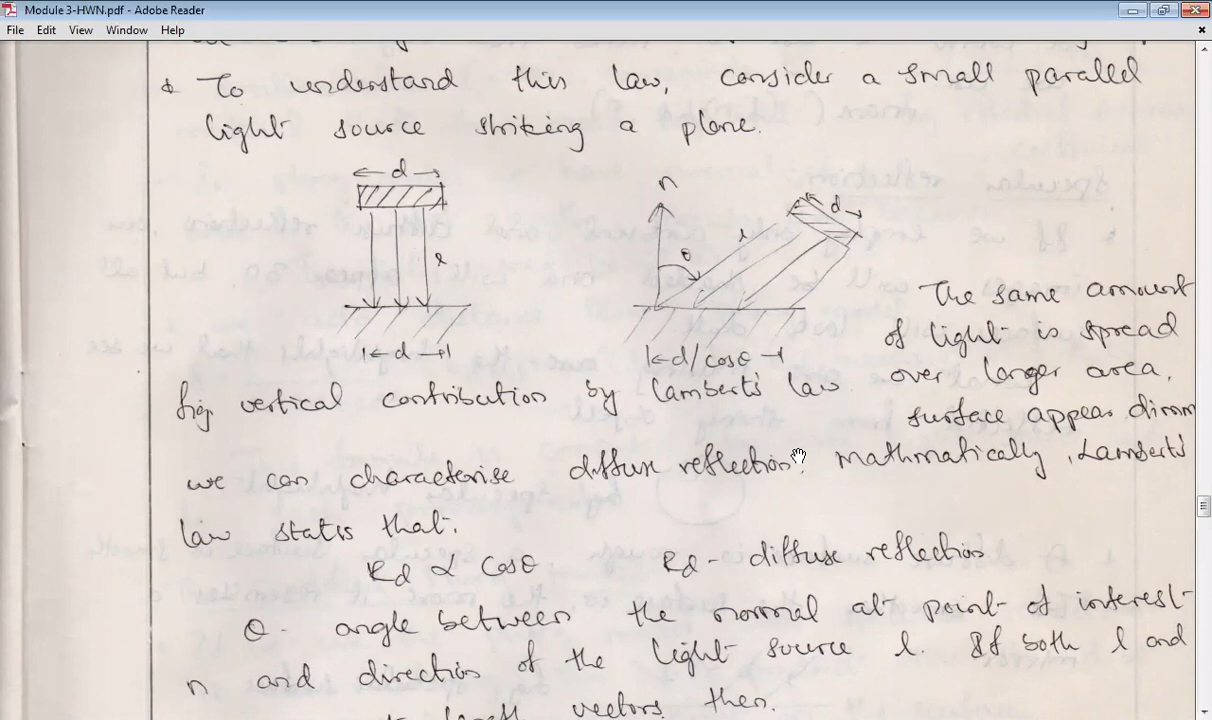 Module 3-HWN.pdf - Adobe Reader
File Edit View Window Help
To understand this law, consider a small parallel
light source striking a plane.
d
n
d
l
l
θ
d
d/cosθ
The same amount
of light is spread
over larger area,
surface appear dimm
fig: vertical contribution by Lambert's law.
we can characterise diffuse reflection. mathmatically, Lambert's
law states that.
Rd ∝ cosθ Rd - diffuse reflection
θ - angle between the normal at point of interest
n and direction of the light source l. If both l and
vectors then.